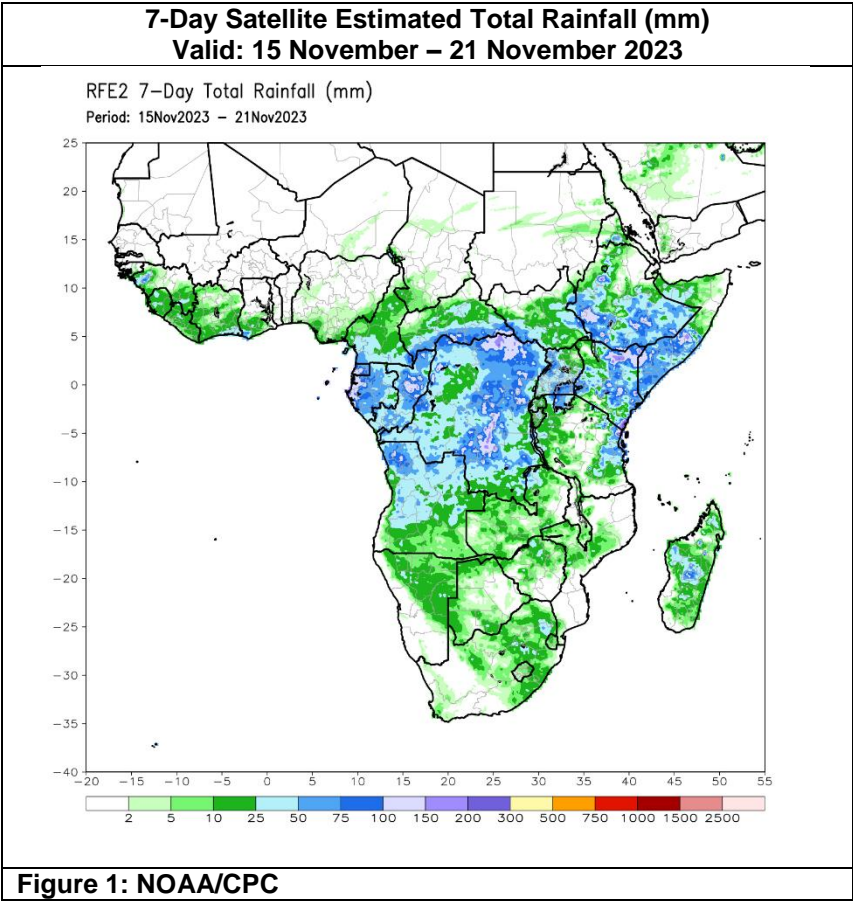 7-Day Satellite Estimated Total Rainfall (mm)
Valid: 15 November – 21 November 2023
RFE2 7-Day Total Rainfall (mm)
Period: 15Nov2023 - 21Nov2023
25
20
15
10
5
0
-5
-10
-15
-20
-25
-30
-35
-40
-20 -15 -10 -5 0 5 10 15 20 25 30 35 40 45 50 55
2 5 10 25 50 75 100 150 200 300 500 750 1000 1500 2500
Figure 1: NOAA/CPC